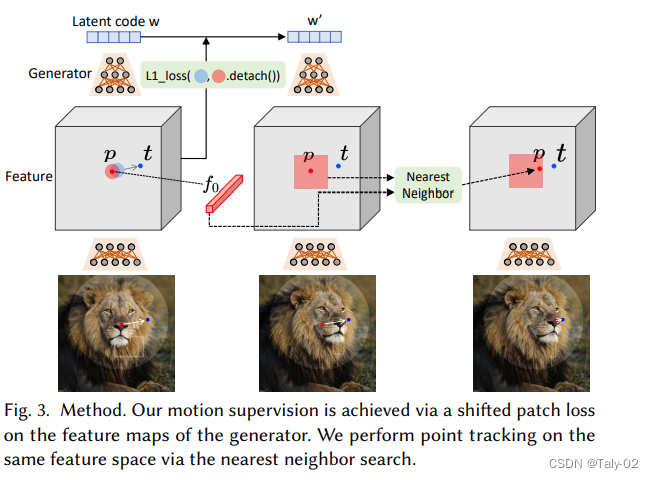 Latent code w
w'
Generator
L1_loss( , .detach())
p t
p t
p t
Feature
f0
Nearest
Neighbor
Fig. 3. Method. Our motion supervision is achieved via a shifted patch loss
on the feature maps of the generator. We perform point tracking on the
same feature space via the nearest neighbor search.
CSDN @Taly-02